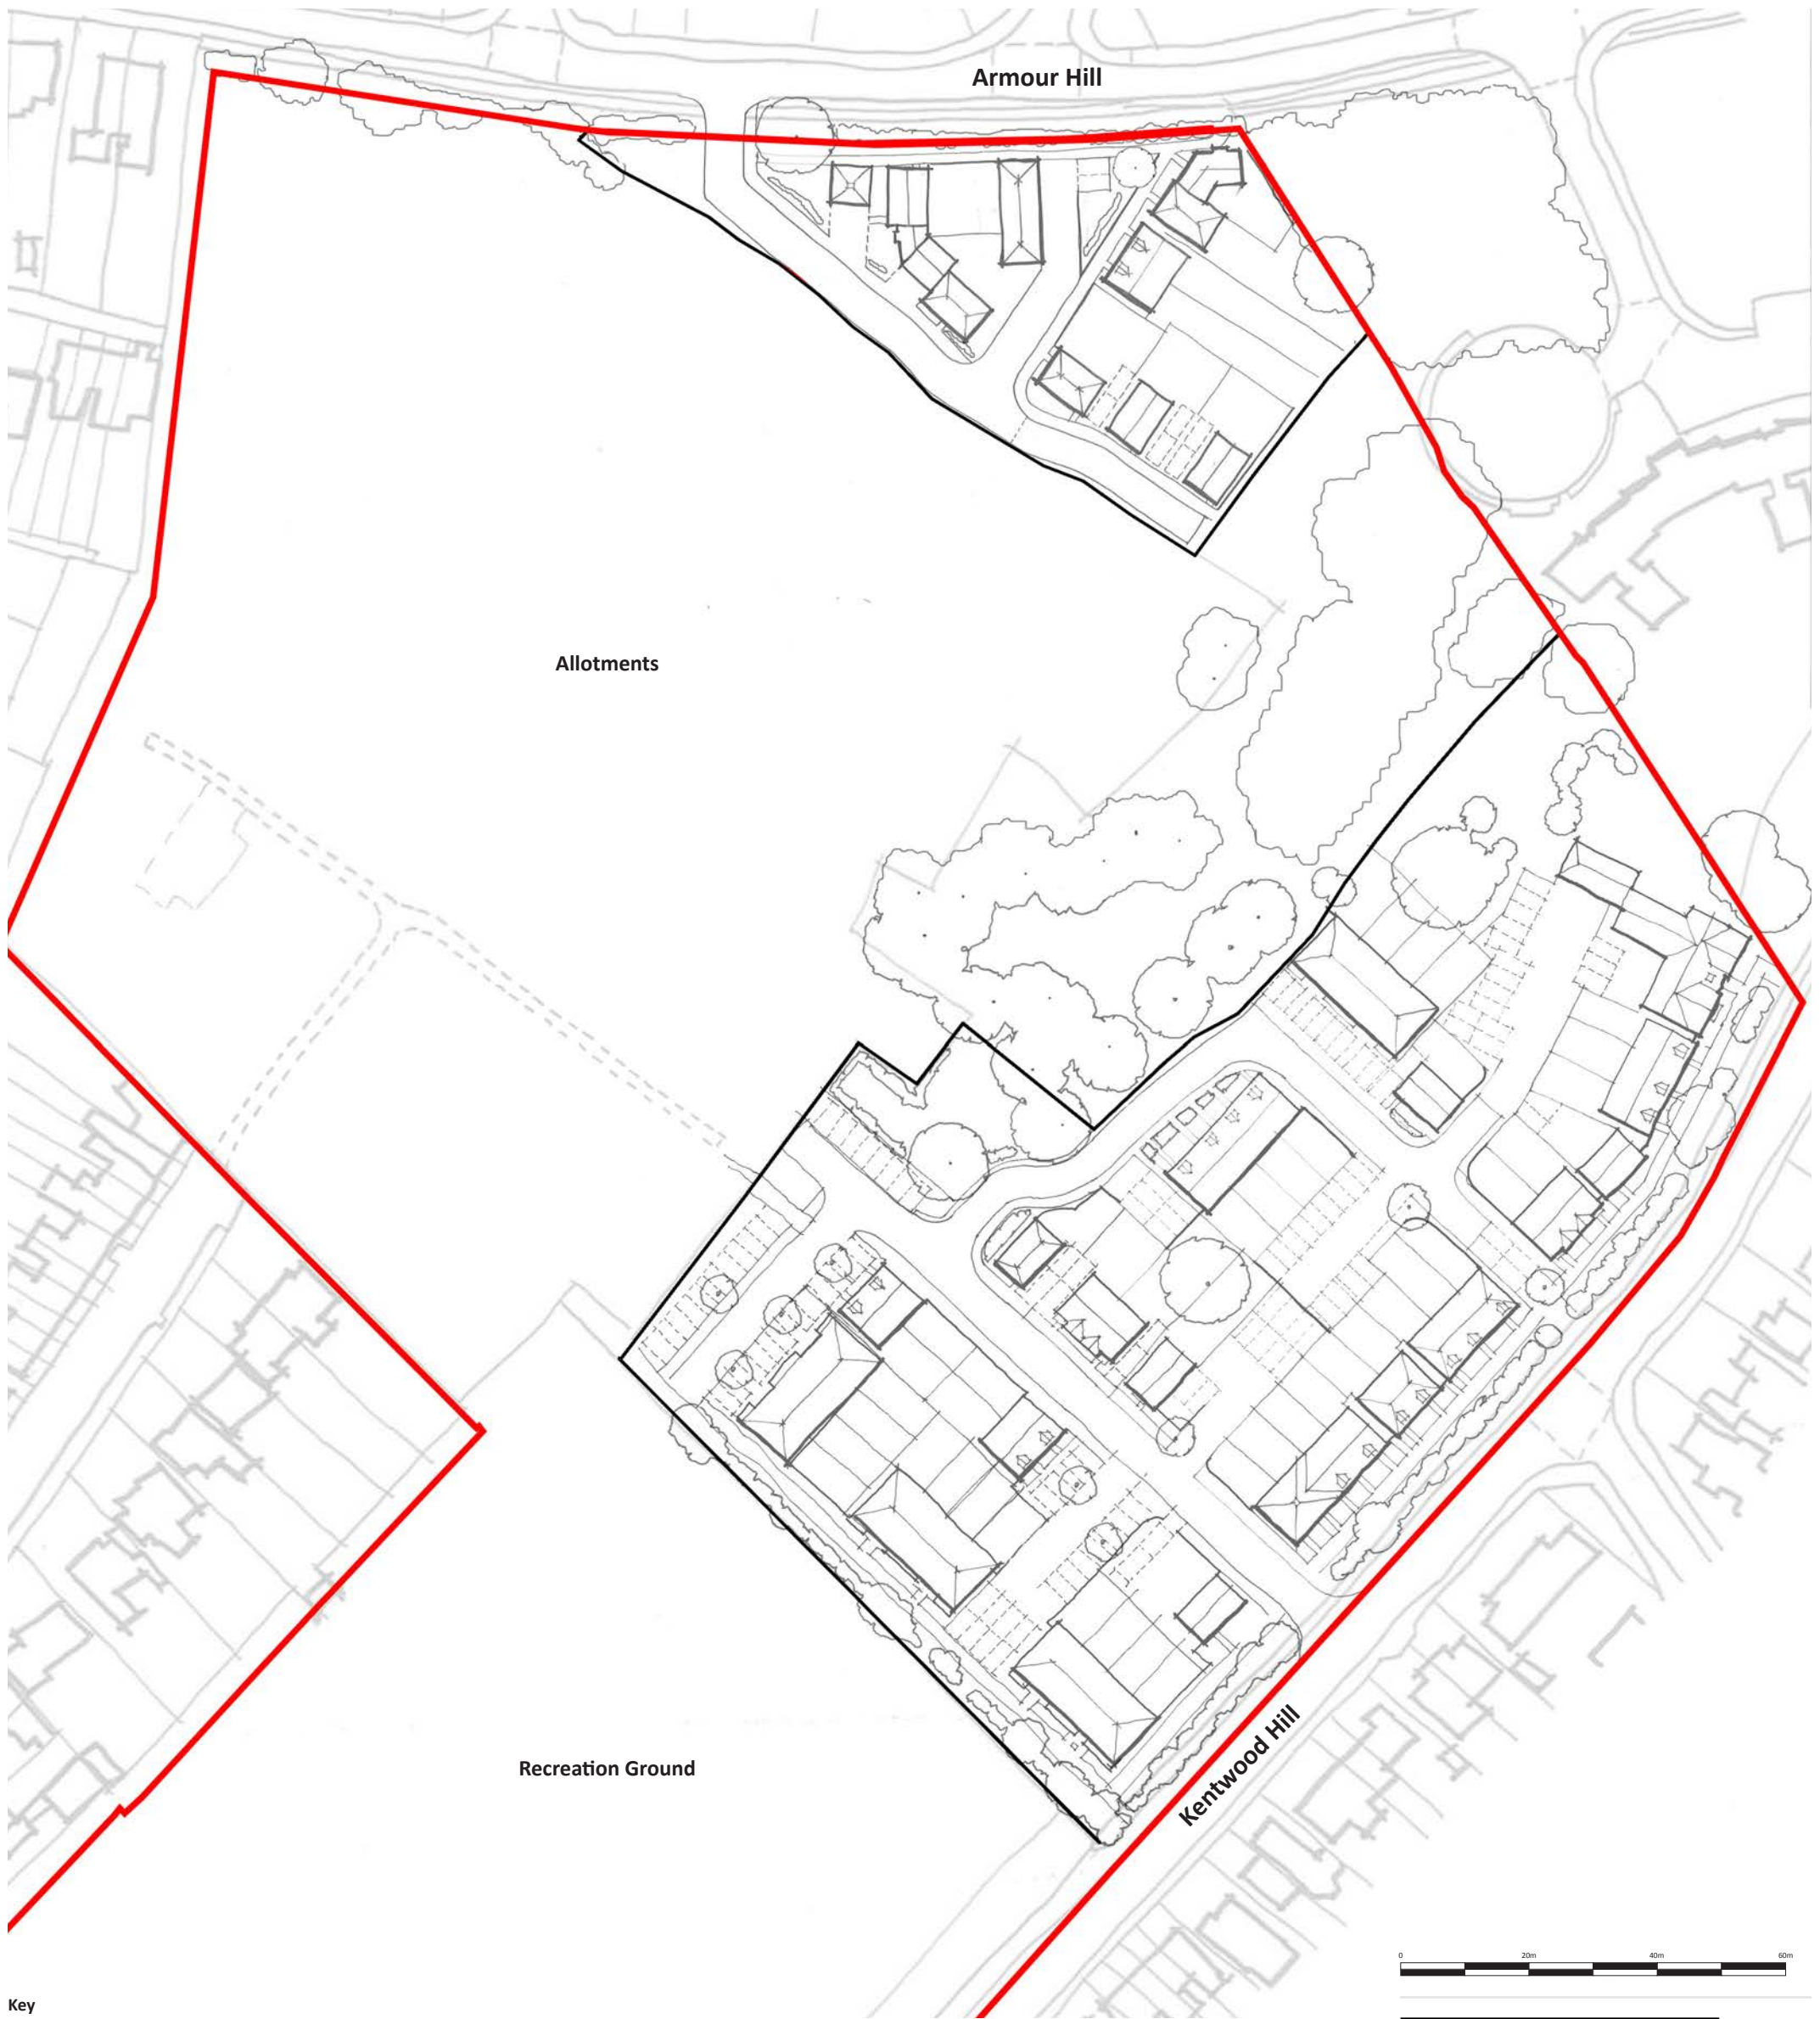 Armour Hill
Allotments
Recreation Ground
Kentwood Hill
0 20m 40m 60m
Key